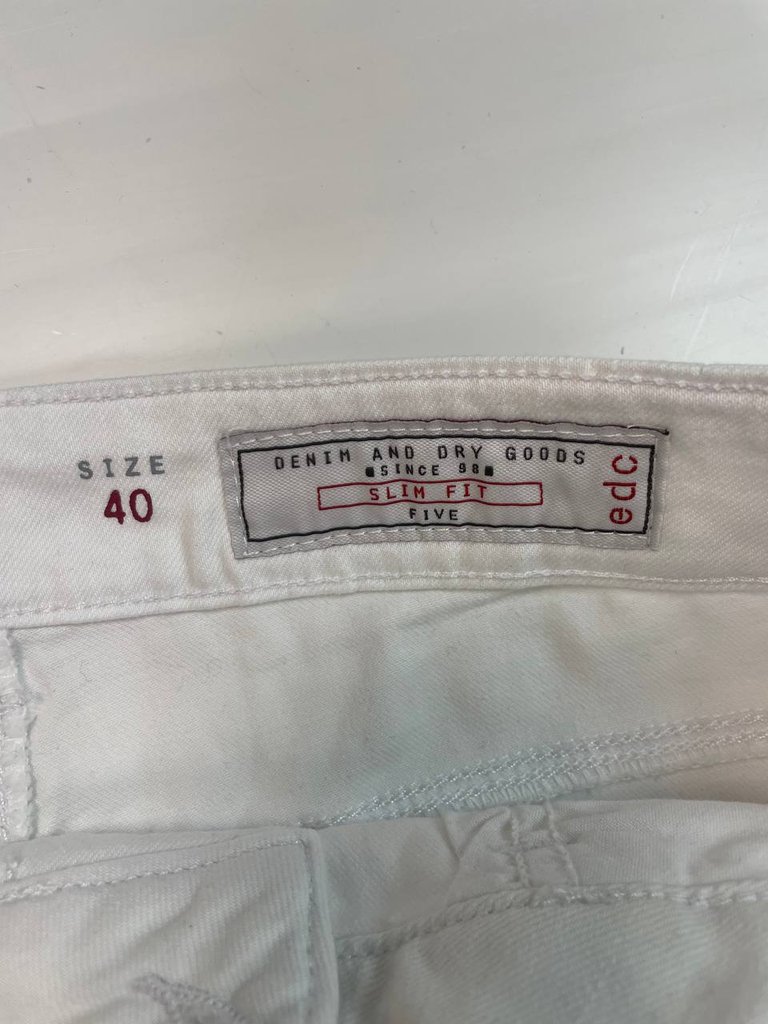 SIZE
40
DENIM AND DRY GOODS
SINCE 98
SLIM FIT
FIVE
edc